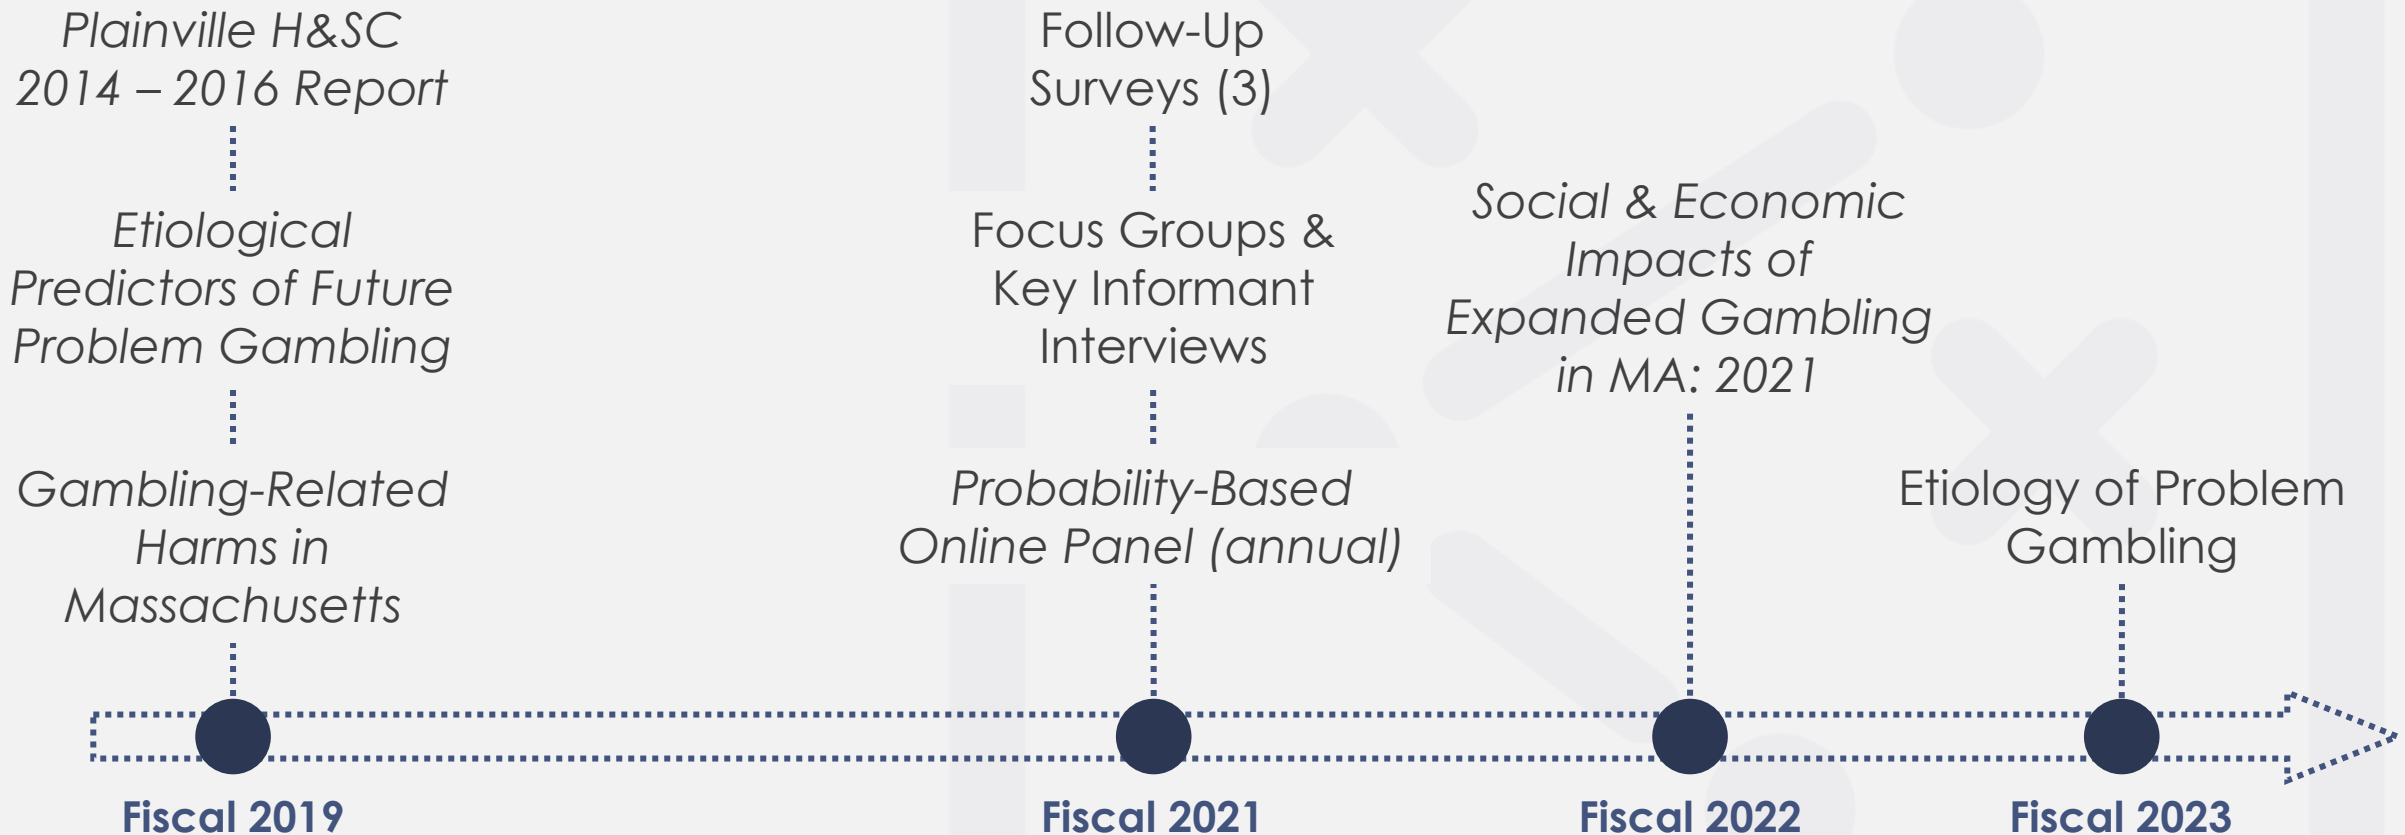 Plainville H&SC
2014 – 2016 Report
Etiological
Predictors of Future
Problem Gambling
Gambling-Related
Harms in
Massachusetts
Fiscal 2019
Follow-Up
Surveys (3)
Focus Groups &
Key Informant
Interviews
Probability-Based
Online Panel (annual)
Fiscal 2021
Social & Economic
Impacts of
Expanded Gambling
in MA: 2021
Fiscal 2022
Etiology of Problem
Gambling
Fiscal 2023